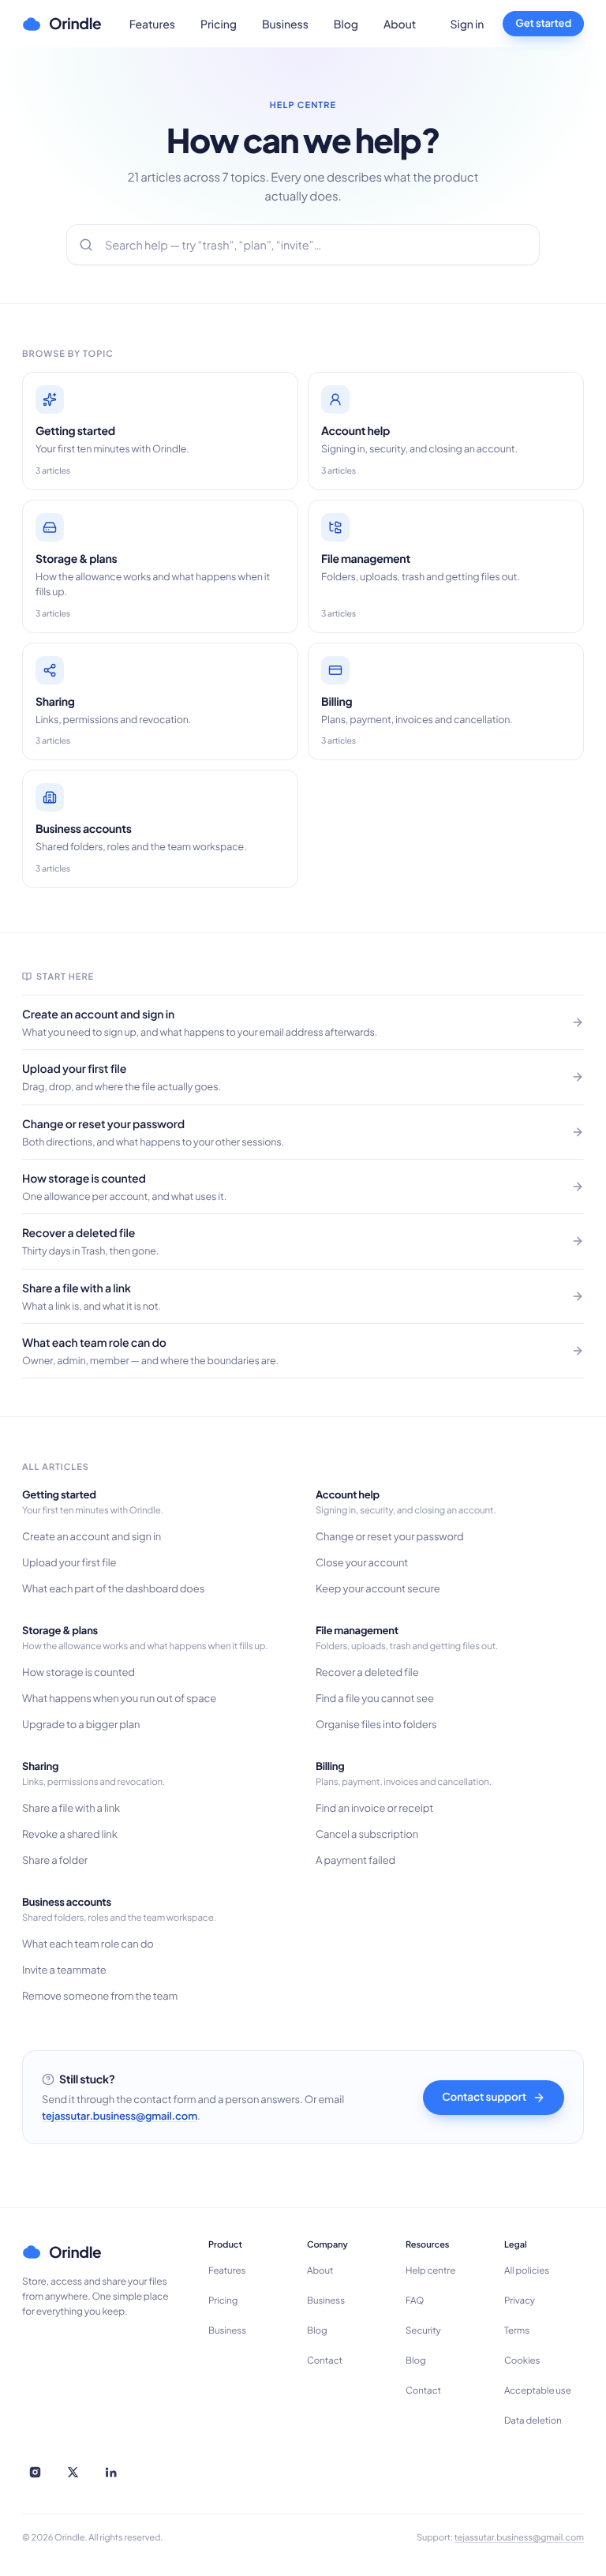 Orindle
Features
Pricing
Business
Blog
About
Sign in
Get started
HELP CENTRE
How can we help?
21 articles across 7 topics. Every one describes what the product
actually does.
Search help — try “trash”, “plan”, “invite”…
BROWSE BY TOPIC
Getting started
Your first ten minutes with Orindle.
3 articles
Account help
Signing in, security, and closing an account.
3 articles
Storage & plans
How the allowance works and what happens when it
fills up.
3 articles
File management
Folders, uploads, trash and getting files out.
3 articles
Sharing
Links, permissions and revocation.
3 articles
Billing
Plans, payment, invoices and cancellation.
3 articles
Business accounts
Shared folders, roles and the team workspace.
3 articles
START HERE
Create an account and sign in
What you need to sign up, and what happens to your email address afterwards.
Upload your first file
Drag, drop, and where the file actually goes.
Change or reset your password
Both directions, and what happens to your other sessions.
How storage is counted
One allowance per account, and what uses it.
Recover a deleted file
Thirty days in Trash, then gone.
Share a file with a link
What a link is, and what it is not.
What each team role can do
Owner, admin, member — and where the boundaries are.
ALL ARTICLES
Getting started
Your first ten minutes with Orindle.
Create an account and sign in
Upload your first file
What each part of the dashboard does
Account help
Signing in, security, and closing an account.
Change or reset your password
Close your account
Keep your account secure
Storage & plans
How the allowance works and what happens when it fills up.
How storage is counted
What happens when you run out of space
Upgrade to a bigger plan
File management
Folders, uploads, trash and getting files out.
Recover a deleted file
Find a file you cannot see
Organise files into folders
Sharing
Links, permissions and revocation.
Share a file with a link
Revoke a shared link
Share a folder
Billing
Plans, payment, invoices and cancellation.
Find an invoice or receipt
Cancel a subscription
A payment failed
Business accounts
Shared folders, roles and the team workspace.
What each team role can do
Invite a teammate
Remove someone from the team
Still stuck?
Send it through the contact form and a person answers. Or email
tejassutar.business@gmail.com.
Contact support
Orindle
Store, access and share your files
from anywhere. One simple place
for everything you keep.
Product
Features
Pricing
Business
Company
About
Business
Blog
Contact
Resources
Help centre
FAQ
Security
Blog
Contact
Legal
All policies
Privacy
Terms
Cookies
Acceptable use
Data deletion
© 2026 Orindle. All rights reserved.
Support: tejassutar.business@gmail.com